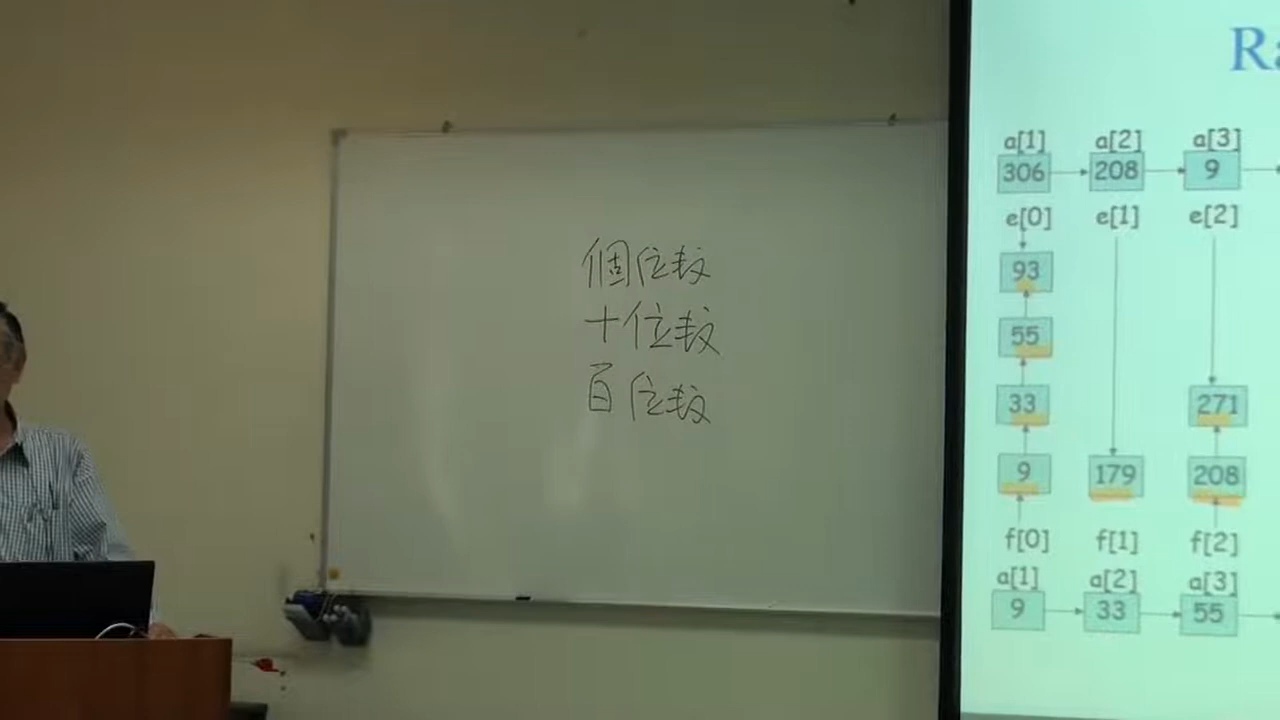 個位数
十位数
百位数
Ra
a[1] a[2] a[3]
306 208 9
e[0] e[1] e[2]
93
55
33 271
9 179 208
f[0] f[1] f[2]
a[1] a[2] a[3]
9 33 55